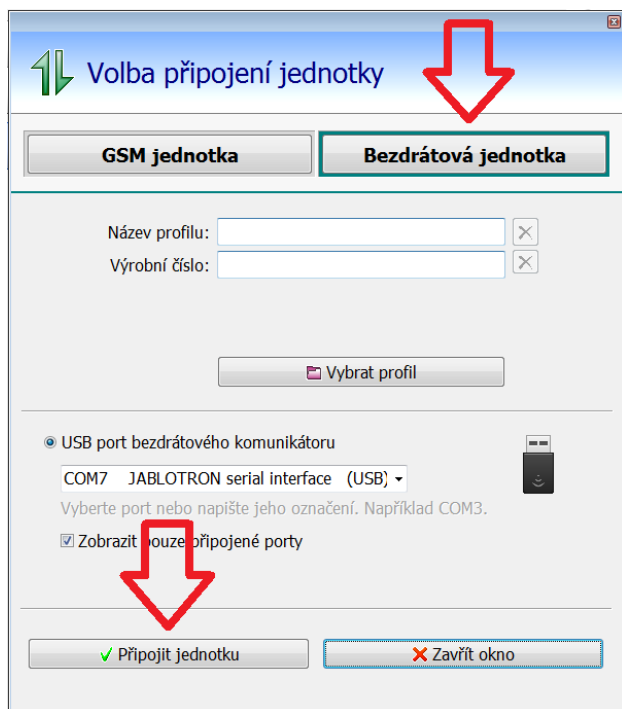 Volba připojení jednotky
GSM jednotka
Bezdrátová jednotka
Název profilu:
Výrobní číslo:
Vybrat profil
USB port bezdrátového komunikátoru
COM7 JABLOTRON serial interface (USB)
Vyberte port nebo napište jeho označení. Například COM3.
Zobrazit pouze připojené porty
Připojit jednotku
Zavřít okno